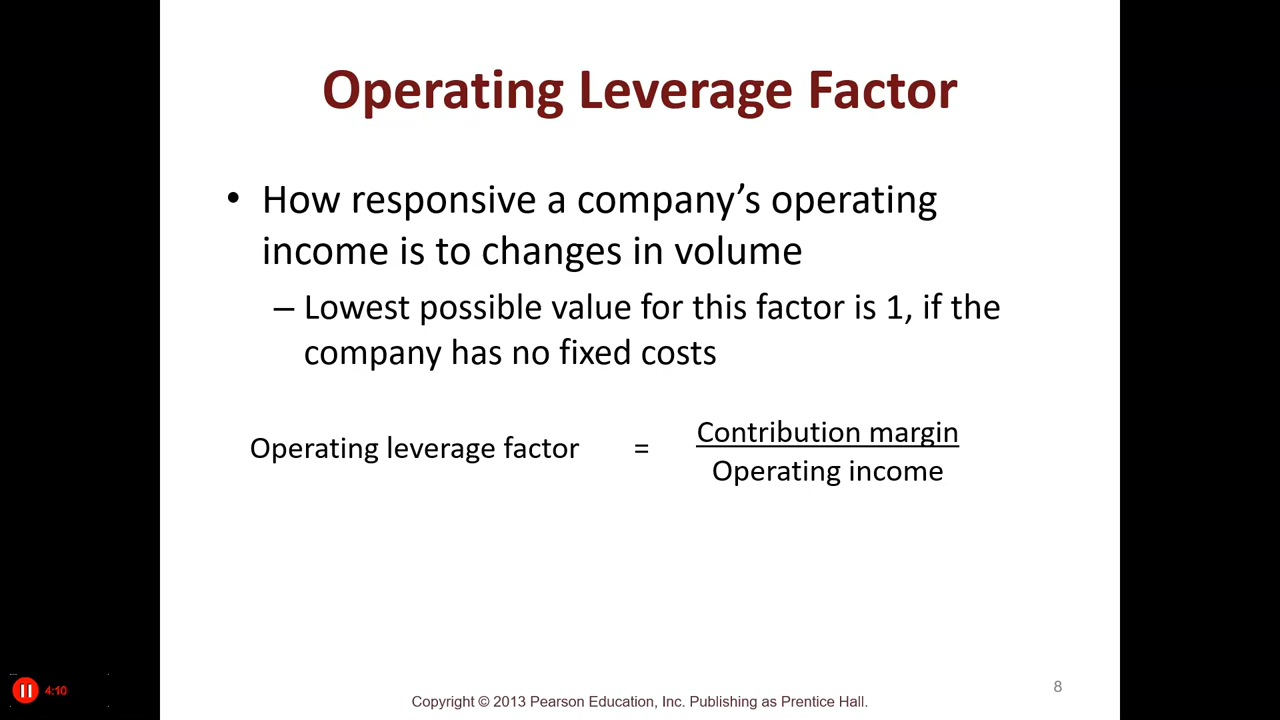 Operating Leverage Factor
• How responsive a company’s operating
income is to changes in volume
– Lowest possible value for this factor is 1, if the
company has no fixed costs
Operating leverage factor = Contribution margin
Operating income
8
4:10
Copyright © 2013 Pearson Education, Inc. Publishing as Prentice Hall.